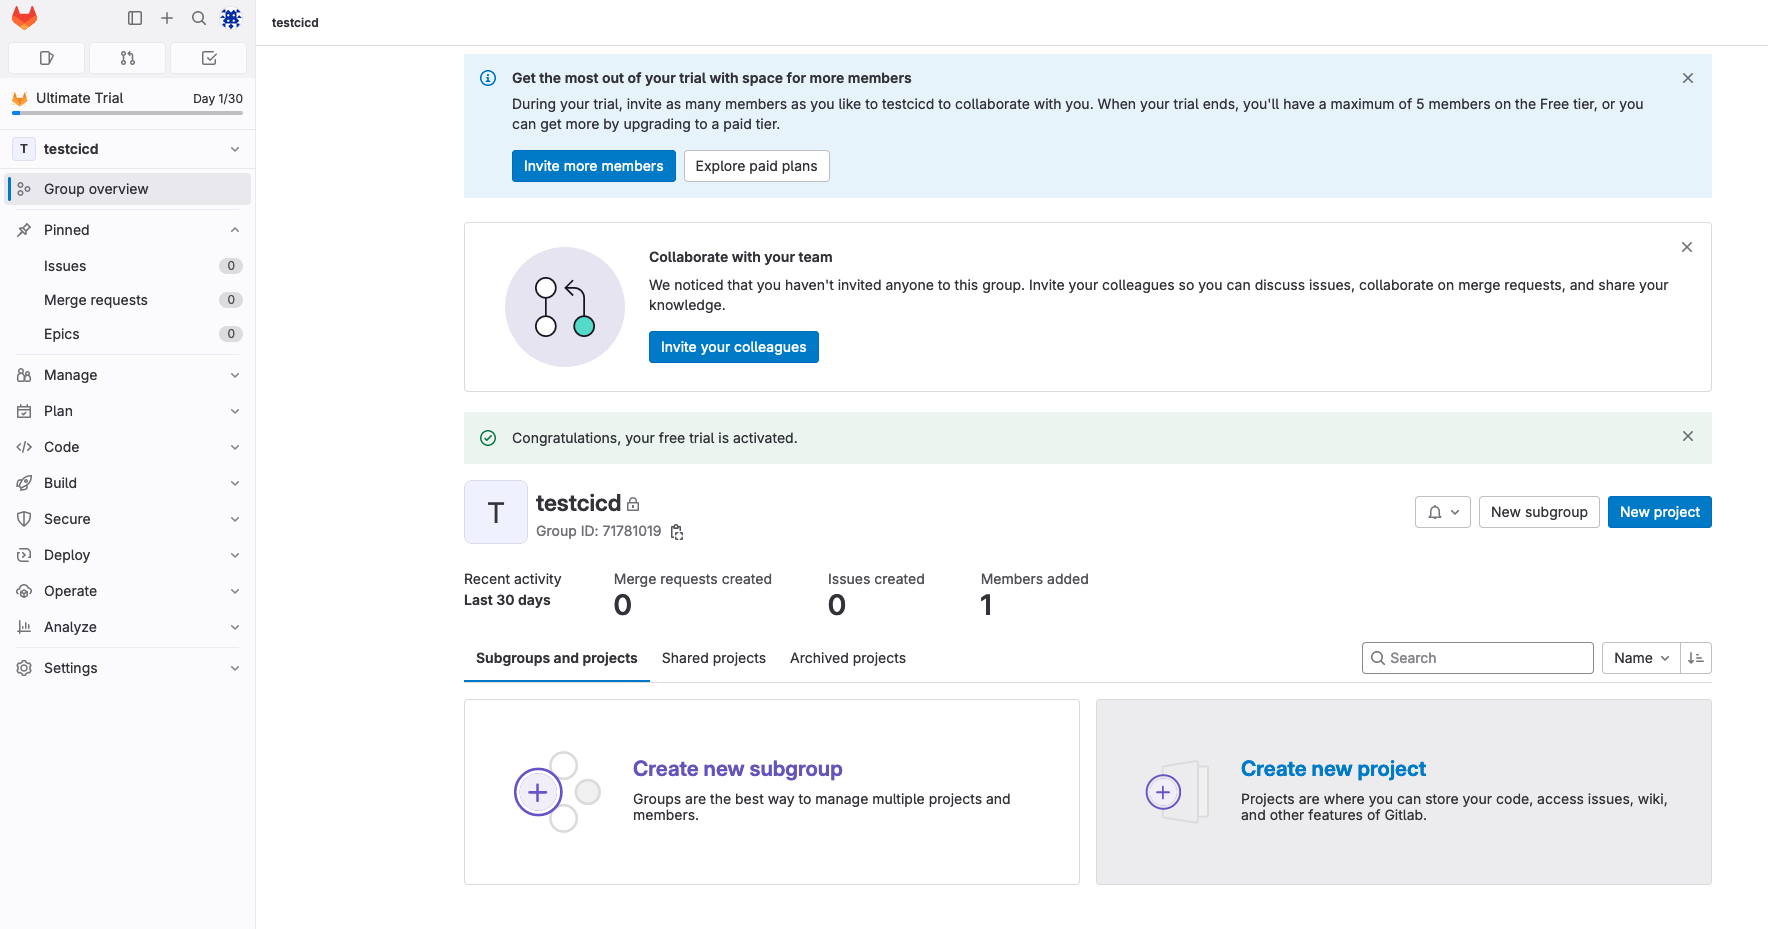 Ultimate Trial
Day 1/30
T
testcicd
Group overview
Pinned
Issues
0
Merge requests
0
Epics
0
Manage
Plan
Code
Build
Secure
Deploy
Operate
Analyze
Settings
testcicd
Get the most out of your trial with space for more members
During your trial, invite as many members as you like to testcicd to collaborate with you. When your trial ends, you'll have a maximum of 5 members on the Free tier, or you
can get more by upgrading to a paid tier.
Invite more members
Explore paid plans
Collaborate with your team
We noticed that you haven't invited anyone to this group. Invite your colleagues so you can discuss issues, collaborate on merge requests, and share your
knowledge.
Invite your colleagues
Congratulations, your free trial is activated.
T
testcicd
Group ID: 71781019
New subgroup
New project
Recent activity
Last 30 days
Merge requests created
0
Issues created
0
Members added
1
Subgroups and projects
Shared projects
Archived projects
Search
Name
Create new subgroup
Groups are the best way to manage multiple projects and
members.
Create new project
Projects are where you can store your code, access issues, wiki,
and other features of Gitlab.